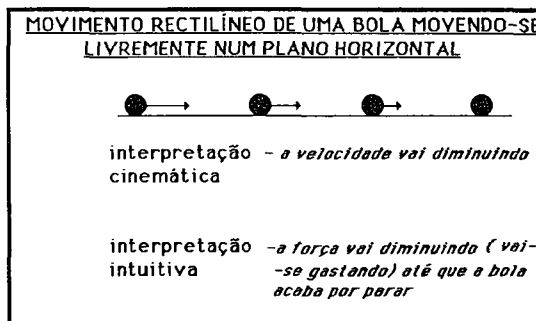 MOVIMENTO RECTILÍNEO DE UMA BOLA MOVENDO-SE
LIVREMENTE NUM PLANO HORIZONTAL
interpretação - a velocidade vai diminuindo
cinemática
interpretação -a força vai diminuindo ( vai-
intuitiva -se gastando) até que a bola
acaba por parar